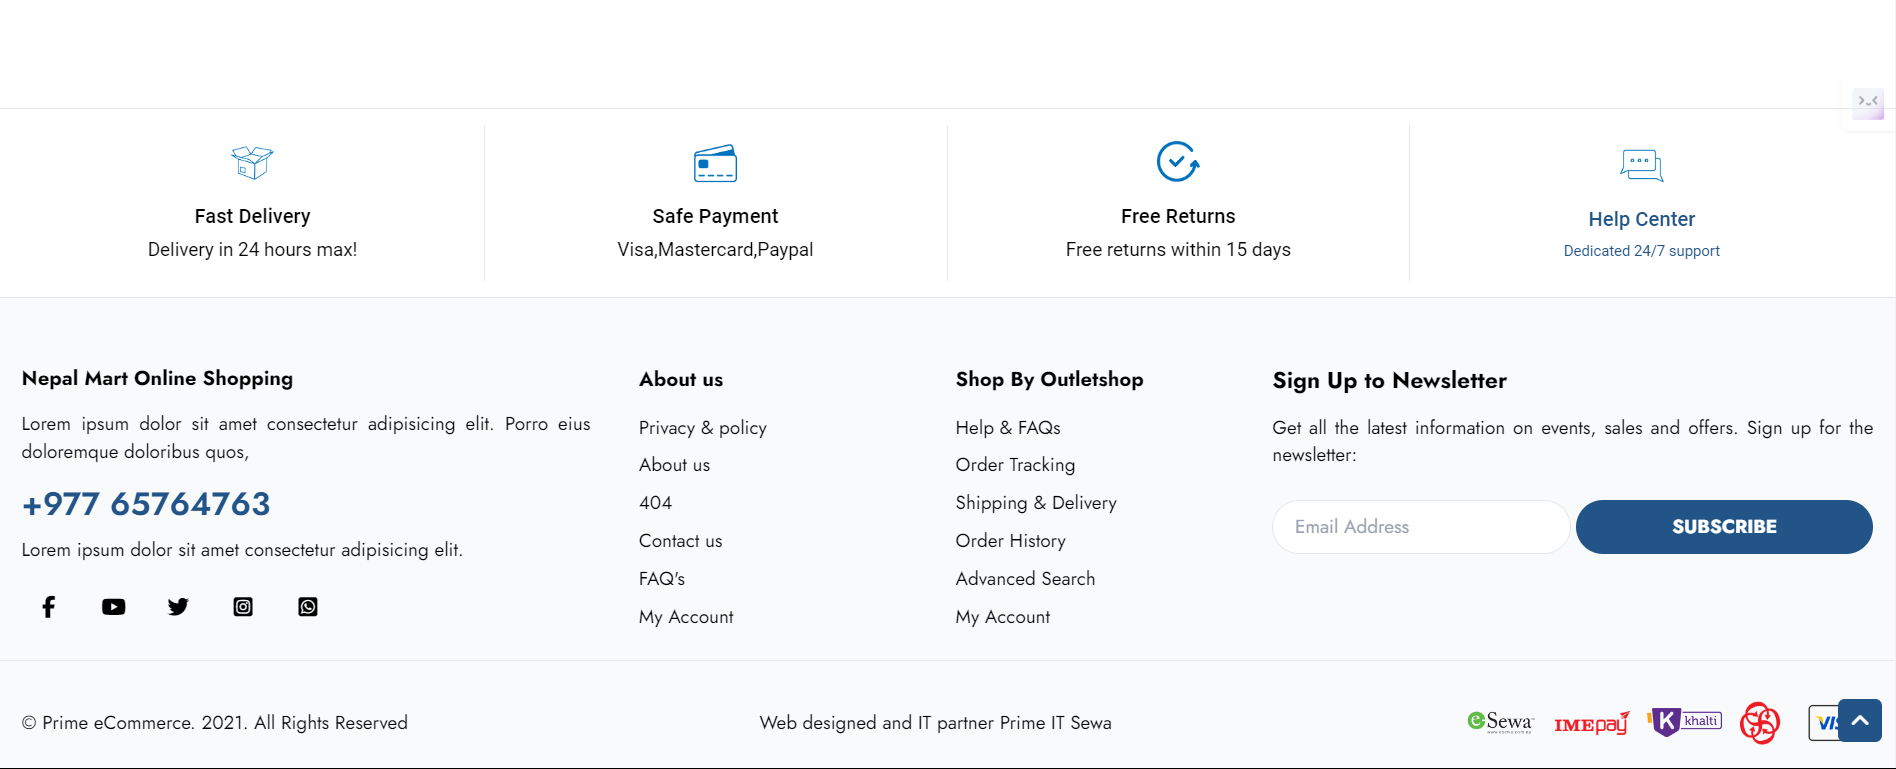 Fast Delivery
Delivery in 24 hours max!
Safe Payment
Visa,Mastercard,Paypal
Free Returns
Free returns within 15 days
Help Center
Dedicated 24/7 support
Nepal Mart Online Shopping
Lorem ipsum dolor sit amet consectetur adipisicing elit. Porro eius
doloremque doloribus quos,
+977 65764763
Lorem ipsum dolor sit amet consectetur adipisicing elit.
About us
Privacy & policy
About us
404
Contact us
FAQ's
My Account
Shop By Outletshop
Help & FAQs
Order Tracking
Shipping & Delivery
Order History
Advanced Search
My Account
Sign Up to Newsletter
Get all the latest information on events, sales and offers. Sign up for the
newsletter:
Email Address
SUBSCRIBE
© Prime eCommerce. 2021. All Rights Reserved
Web designed and IT partner Prime IT Sewa
eSewa
IME pay
K khalti